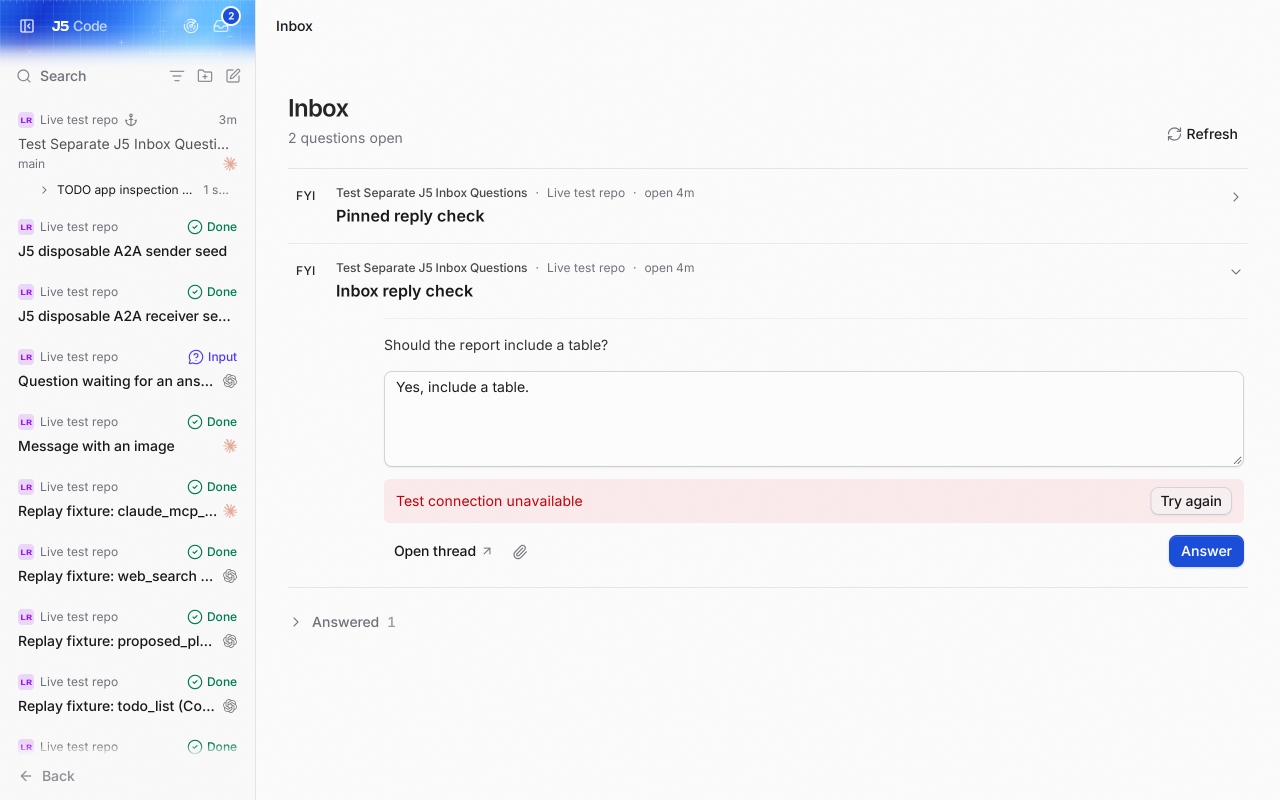 J5 Code
2
Search
LR Live test repo 3m
Test Separate J5 Inbox Questi...
main
TODO app inspection ... 1 s...
LR Live test repo Done
J5 disposable A2A sender seed
LR Live test repo Done
J5 disposable A2A receiver se...
LR Live test repo Input
Question waiting for an ans...
LR Live test repo Done
Message with an image
LR Live test repo Done
Replay fixture: claude_mcp_...
LR Live test repo Done
Replay fixture: web_search ...
LR Live test repo Done
Replay fixture: proposed_pl...
LR Live test repo Done
Replay fixture: todo_list (Co...
LR Live test repo Done
Back
Inbox
Inbox
2 questions open
Refresh
FYI Test Separate J5 Inbox Questions · Live test repo · open 4m
Pinned reply check
FYI Test Separate J5 Inbox Questions · Live test repo · open 4m
Inbox reply check
Should the report include a table?
Yes, include a table.
Test connection unavailable Try again
Open thread Answer
Answered 1